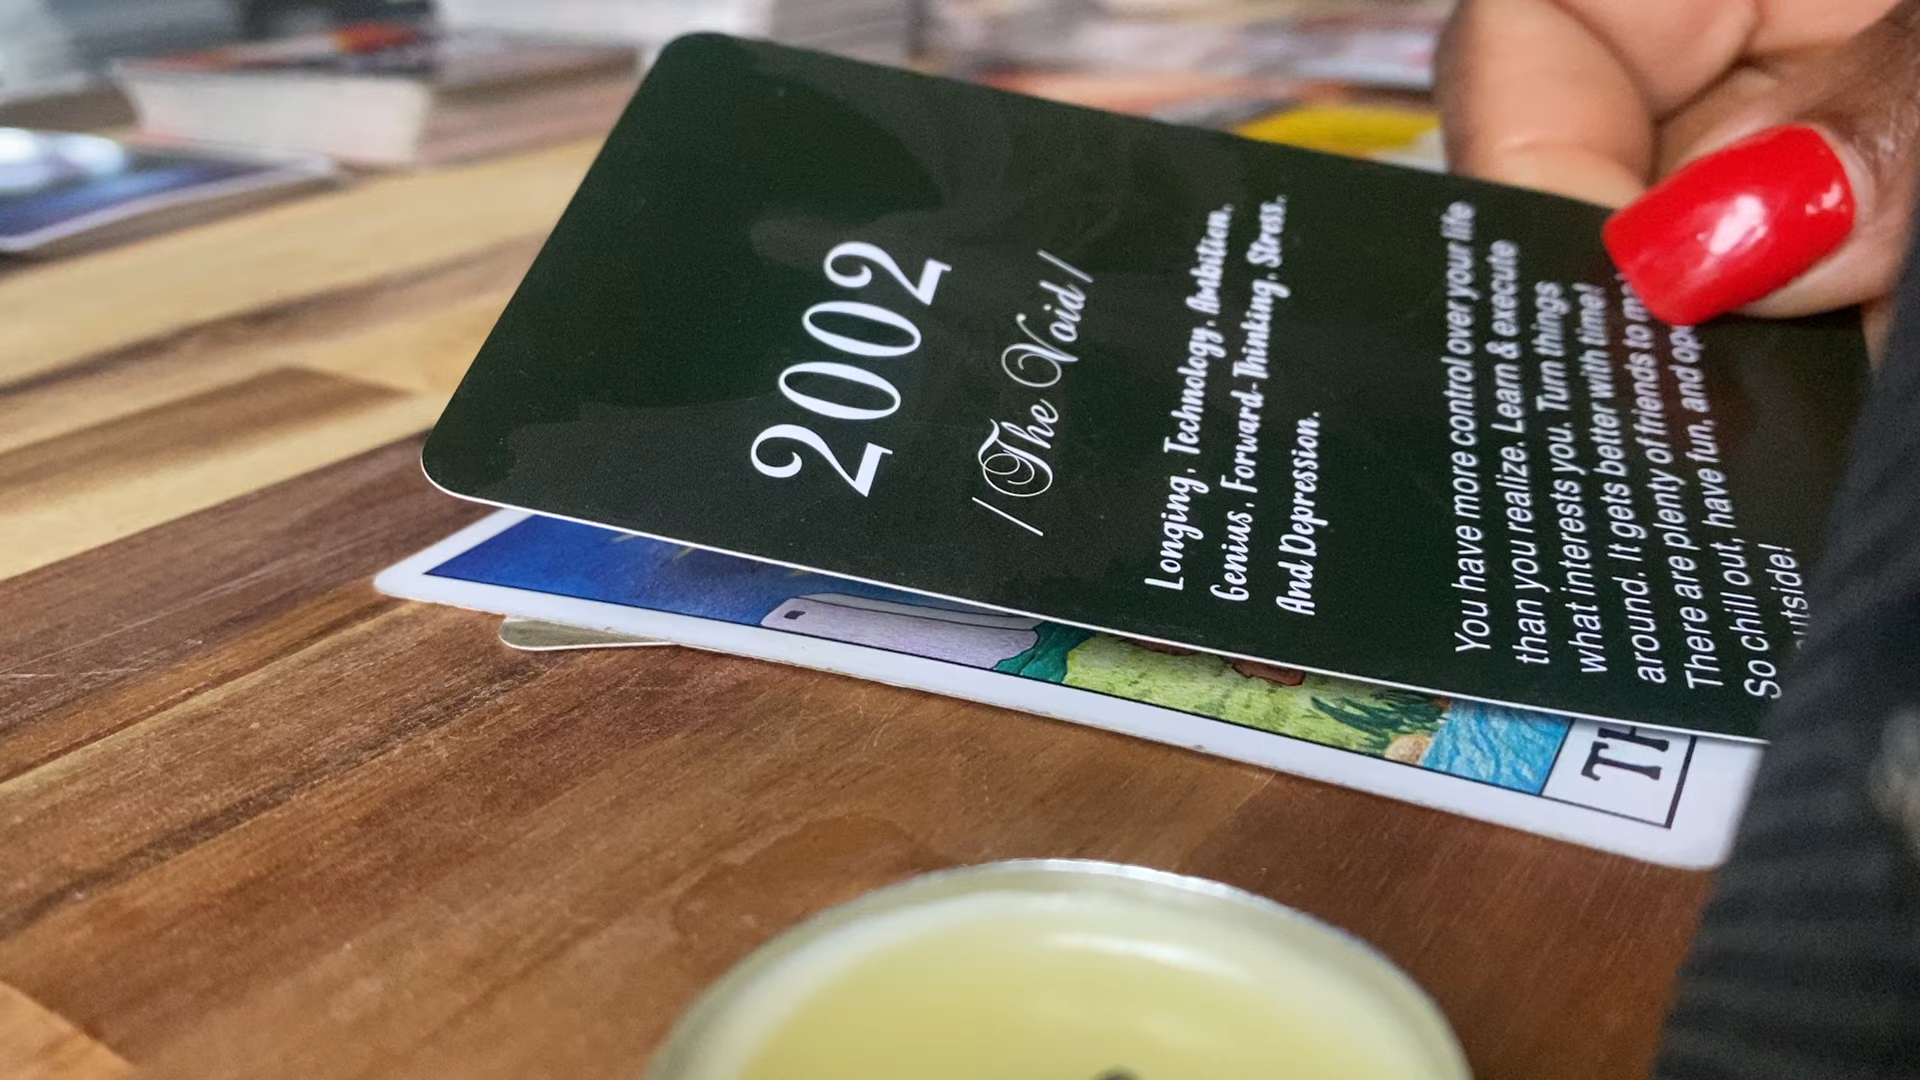 2002
/The Void/
Longing, Technology, Ambition,
Genius, Forward-Thinking, Stress,
And Depression.
You have more control over your life
than you realize. Learn & execute
what interests you. Turn things
around. It gets better with time!
There are plenty of friends to
So chill out, have fun, and
outside!
TH